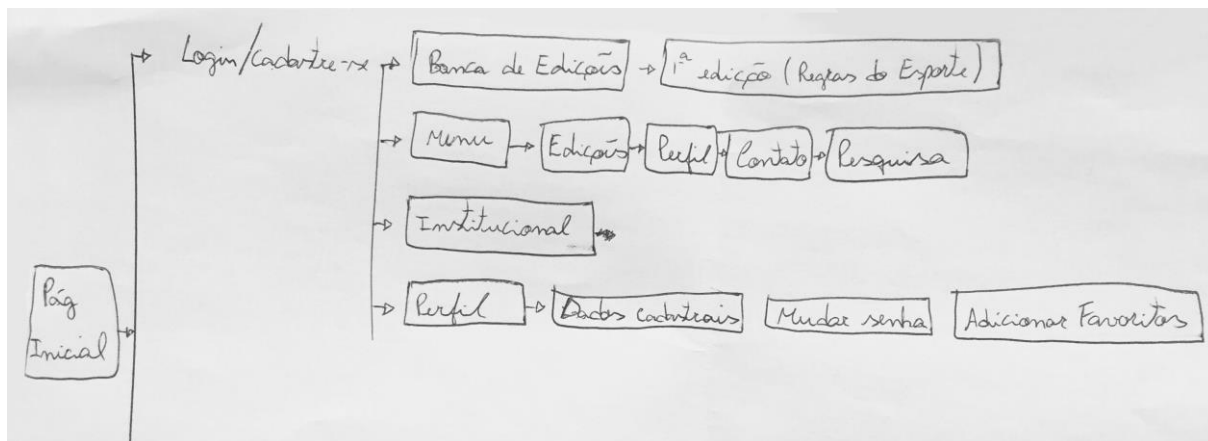 Login/cadastre-se
Banca de Edições
1ª edição (Regras do Esporte)
Menu
Edições
Perfil
Contato
Pesquisa
Institucional
Pág
Inicial
Perfil
Dados cadastrais
Mudar senha
Adicionar Favoritos